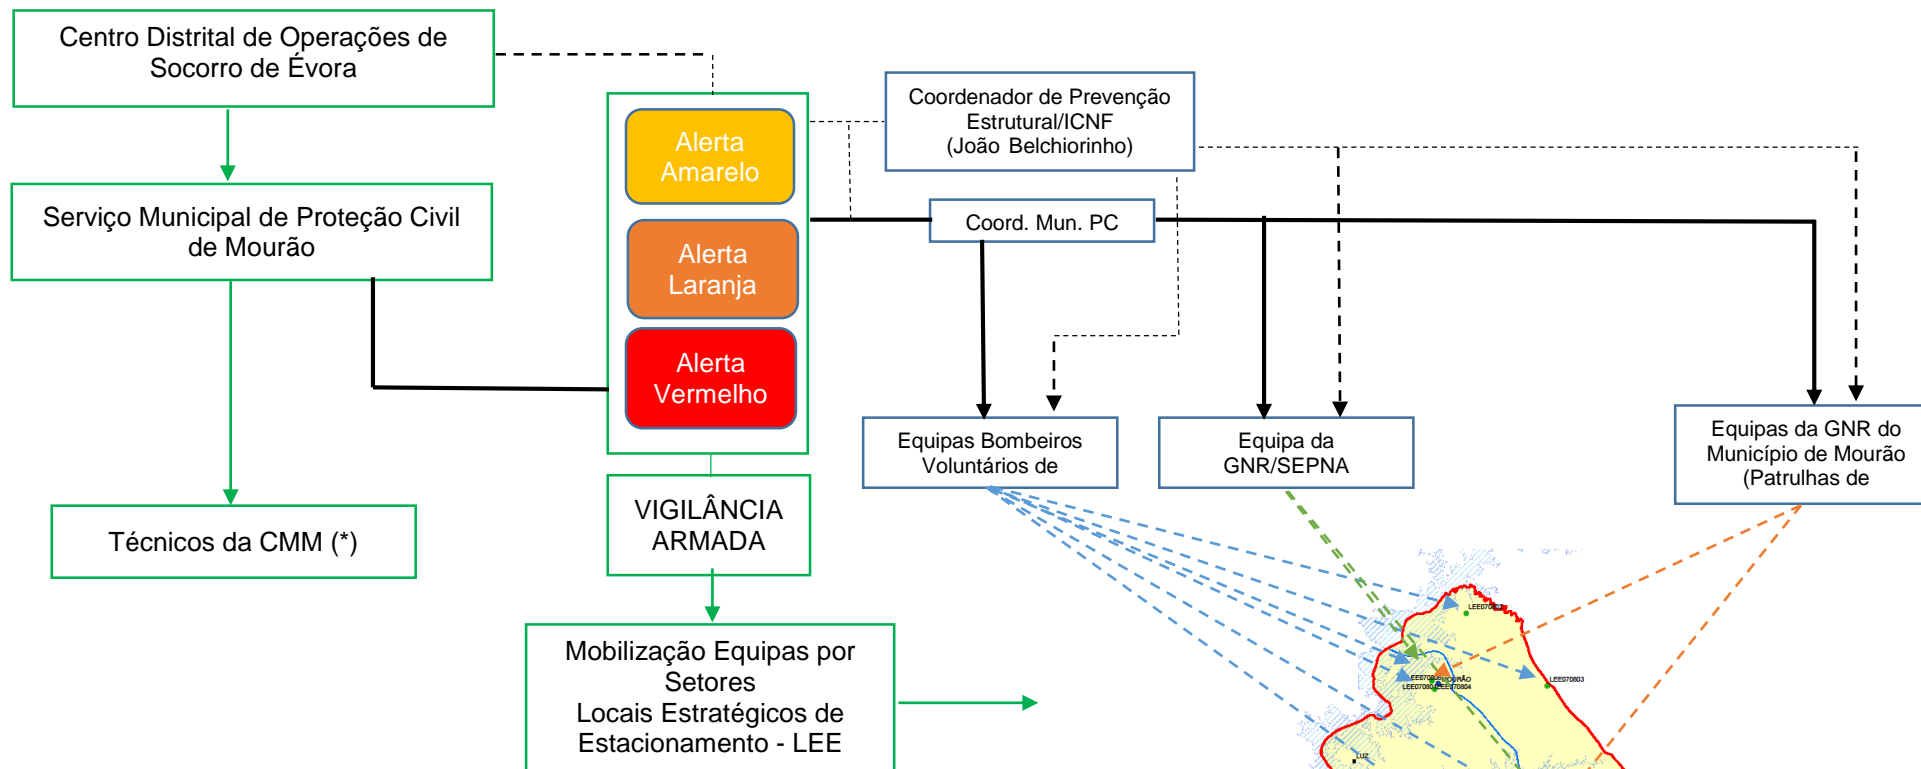 Centro Distrital de Operações de
Socorro de Évora
Serviço Municipal de Proteção Civil
de Mourão
Técnicos da CMM (*)
Alerta
Amarelo
Alerta
Laranja
Alerta
Vermelho
VIGILÂNCIA
ARMADA
Mobilização Equipas por
Setores
Locais Estratégicos de
Estacionamento - LEE
Coordenador de Prevenção
Estrutural/ICNF
(João Belchiorinho)
Coord. Mun. PC
Equipas Bombeiros
Voluntários de
Equipa da
GNR/SEPNA
Equipas da GNR do
Município de Mourão
(Patrulhas de
MOURÃO
LEE070804
LEE070803
LUZ